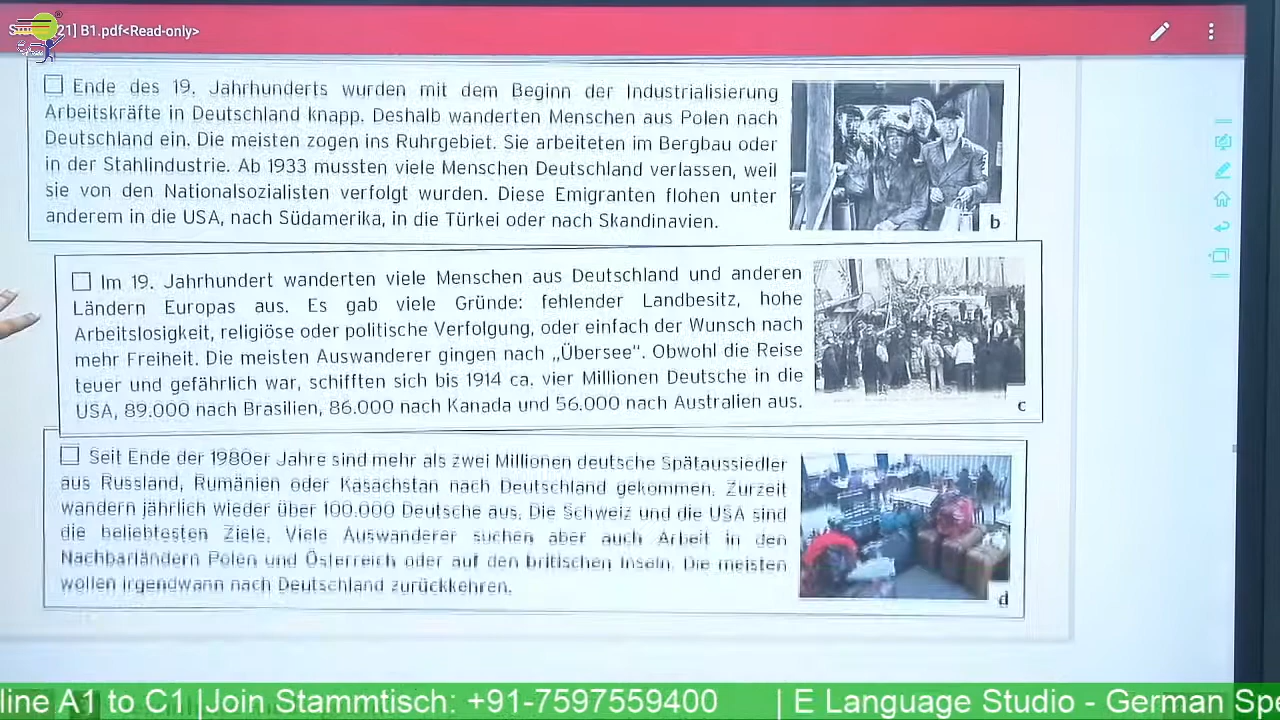 21] B1.pdf<Read-only>
☐ Ende des 19. Jahrhunderts wurden mit dem Beginn der Industrialisierung
Arbeitskräfte in Deutschland knapp. Deshalb wanderten Menschen aus Polen nach
Deutschland ein. Die meisten zogen ins Ruhrgebiet. Sie arbeiteten im Bergbau oder
in der Stahlindustrie. Ab 1933 mussten viele Menschen Deutschland verlassen, weil
sie von den Nationalsozialisten verfolgt wurden. Diese Emigranten flohen unter
anderem in die USA, nach Südamerika, in die Türkei oder nach Skandinavien.
b
☐ Im 19. Jahrhundert wanderten viele Menschen aus Deutschland und anderen
Ländern Europas aus. Es gab viele Gründe: fehlender Landbesitz, hohe
Arbeitslosigkeit, religiöse oder politische Verfolgung, oder einfach der Wunsch nach
mehr Freiheit. Die meisten Auswanderer gingen nach „Übersee“. Obwohl die Reise
teuer und gefährlich war, schifften sich bis 1914 ca. vier Millionen Deutsche in die
USA, 89.000 nach Brasilien, 86.000 nach Kanada und 56.000 nach Australien aus.
c
☐ Seit Ende der 1980er Jahre sind mehr als zwei Millionen deutsche Spätaussiedler
aus Russland, Rumänien oder Kasachstan nach Deutschland gekommen. Zurzeit
wandern jährlich wieder über 100.000 Deutsche aus. Die Schweiz und die USA sind
die beliebtesten Ziele. Viele Auswanderer suchen aber auch Arbeit in den
Nachbarländern Polen und Österreich oder auf den britischen Inseln. Die meisten
wollen irgendwann nach Deutschland zurückkehren.
d
line A1 to C1 |Join Stammtisch: +91-7597559400 | E Language Studio - German Spe